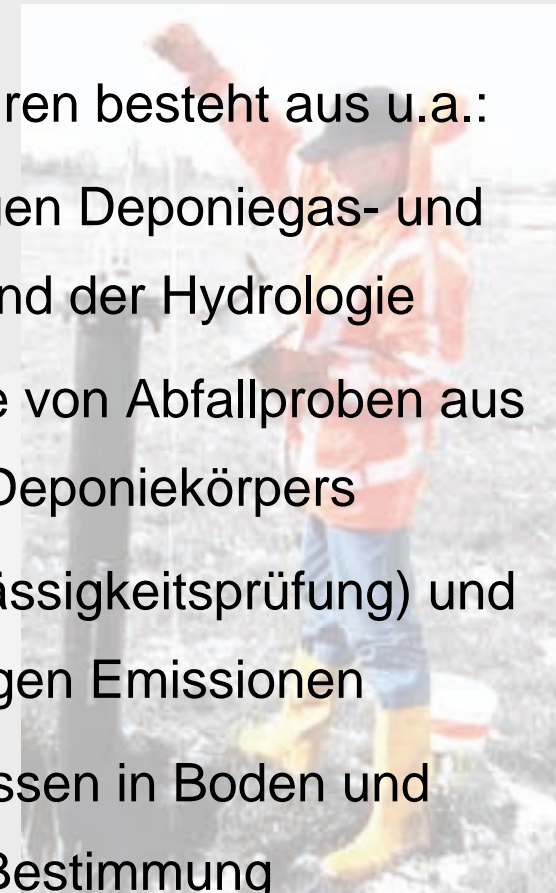 ren besteht aus u.a.:
gen Deponiegas- und
nd der Hydrologie
e von Abfallproben aus
Deponiekörpers
ässigkeitsprüfung) und
gen Emissionen
ssen in Boden und
Bestimmung